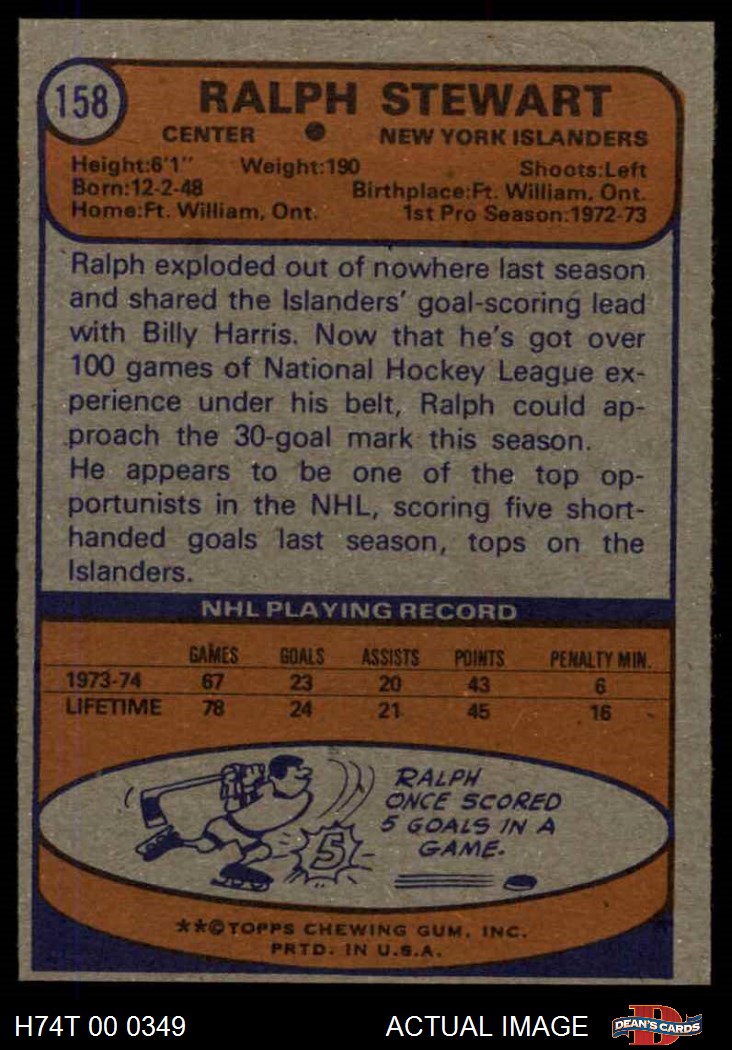 158
RALPH STEWART
CENTER ● NEW YORK ISLANDERS
Height:6'1" Weight:190 Shoots:Left
Born:12-2-48 Birthplace:Ft. William, Ont.
Home:Ft. William, Ont. 1st Pro Season:1972-73
Ralph exploded out of nowhere last season
and shared the Islanders' goal-scoring lead
with Billy Harris. Now that he's got over
100 games of National Hockey League ex-
perience under his belt, Ralph could ap-
proach the 30-goal mark this season.
He appears to be one of the top op-
portunists in the NHL, scoring five short-
handed goals last season, tops on the
Islanders.
NHL PLAYING RECORD
GAMES GOALS ASSISTS POINTS PENALTY MIN.
1973-74 67 23 20 43 6
LIFETIME 78 24 21 45 16
RALPH
ONCE SCORED
5 GOALS IN A
GAME.
5
**©TOPPS CHEWING GUM, INC.
PRTD. IN U.S.A.
H74T 00 0349 ACTUAL IMAGE D DEAN'S CARDS